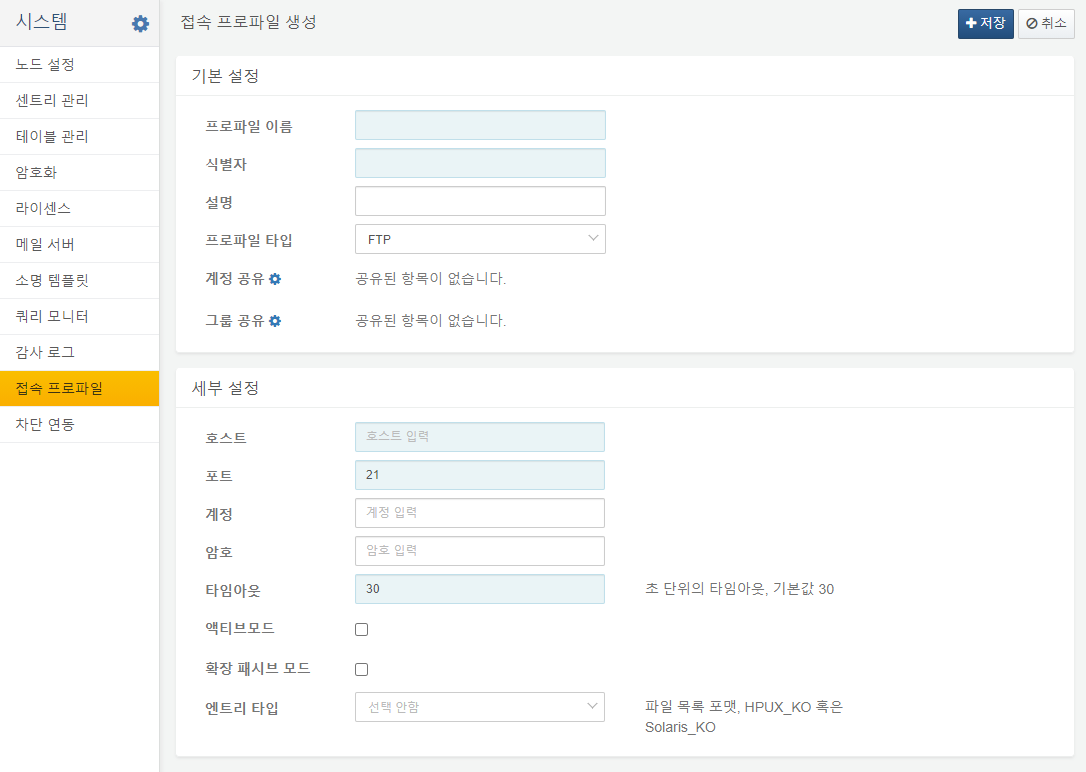 시스템
노드 설정
센트리 관리
테이블 관리
암호화
라이센스
메일 서버
소명 템플릿
쿼리 모니터
감사 로그
접속 프로파일
차단 연동
접속 프로파일 생성
저장
취소
기본 설정
프로파일 이름
식별자
설명
프로파일 타입 FTP
계정 공유 공유된 항목이 없습니다.
그룹 공유 공유된 항목이 없습니다.
세부 설정
호스트 호스트 입력
포트 21
계정 계정 입력
암호 암호 입력
타임아웃 30 초 단위의 타임아웃, 기본값 30
액티브모드
확장 패시브 모드
엔트리 타입 선택 안함 파일 목록 포맷, HPUX_KO 혹은
Solaris_KO